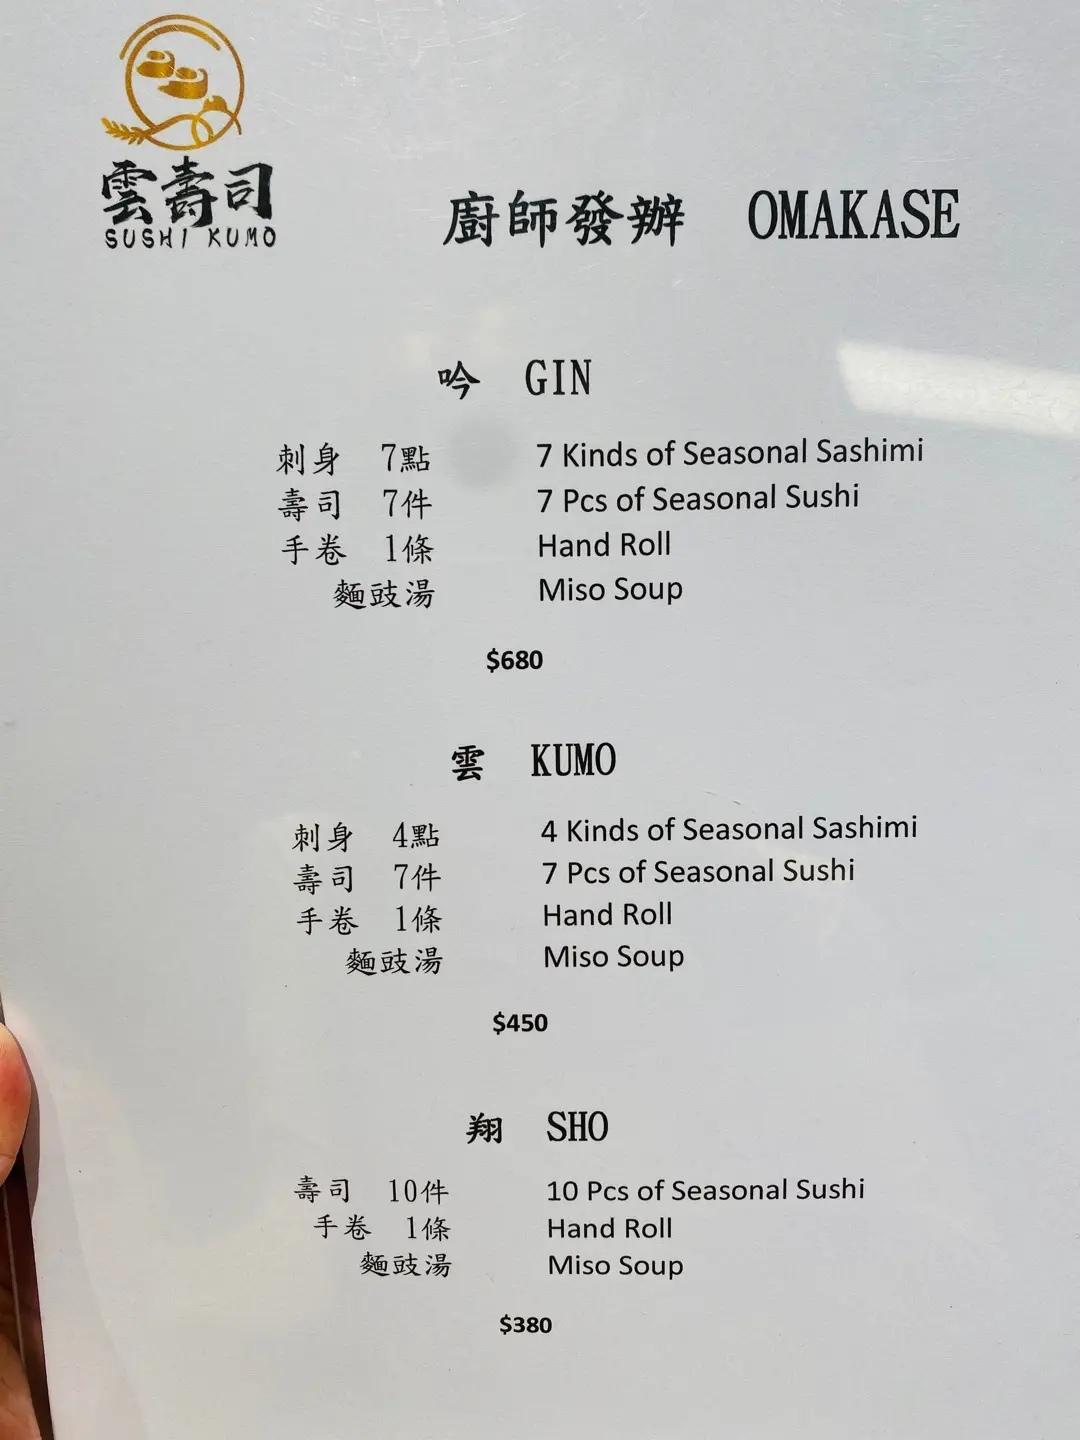 雲壽司
SUSHI KUMO
廚師發辦 OMAKASE
吟 GIN
刺身 7點 7 Kinds of Seasonal Sashimi
壽司 7件 7 Pcs of Seasonal Sushi
手卷 1條 Hand Roll
麵豉湯 Miso Soup
$680
雲 KUMO
刺身 4點 4 Kinds of Seasonal Sashimi
壽司 7件 7 Pcs of Seasonal Sushi
手卷 1條 Hand Roll
麵豉湯 Miso Soup
$450
翔 SHO
壽司 10件 10 Pcs of Seasonal Sushi
手卷 1條 Hand Roll
麵豉湯 Miso Soup
$380